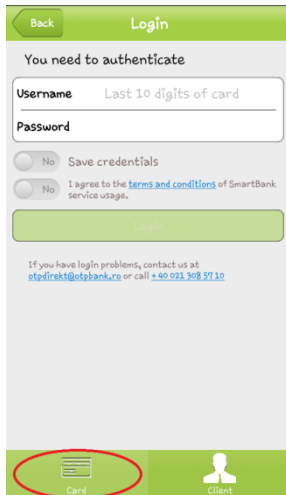 Back
Login
You need to authenticate
Username Last 10 digits of card
Password
No Save credentials
No I agree to the terms and conditions of SmartBank
service usage.
Login
If you have login problems, contact us at
otpdirekt@otpbank.ro or call +40 021 308 57 10
Card Client